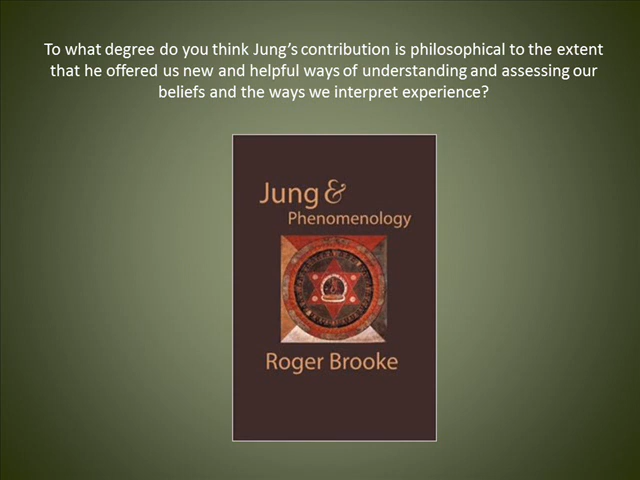 To what degree do you think Jung's contribution is philosophical to the extent
that he offered us new and helpful ways of understanding and assessing our
beliefs and the ways we interpret experience?
Jung &
Phenomenology
Roger Brooke